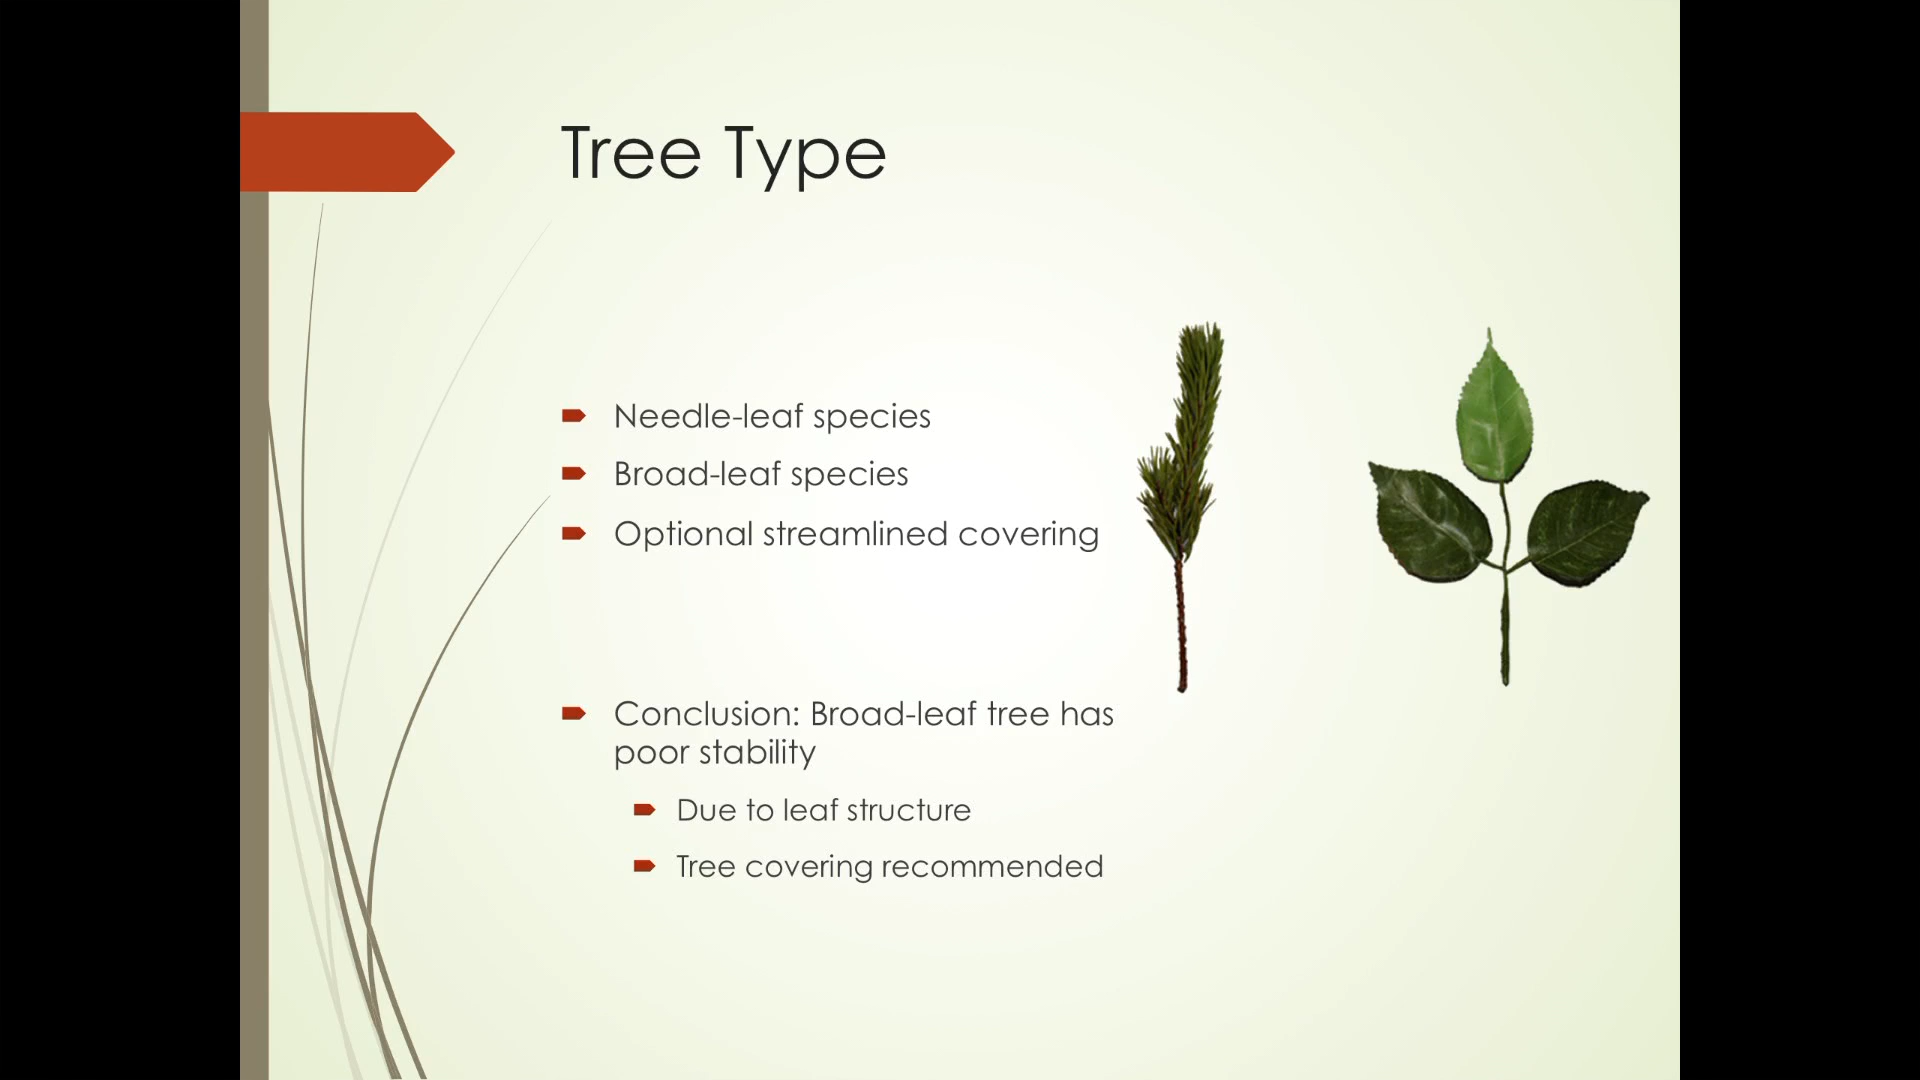 Tree Type
Needle-leaf species
Broad-leaf species
Optional streamlined covering
Conclusion: Broad-leaf tree has
poor stability
Due to leaf structure
Tree covering recommended